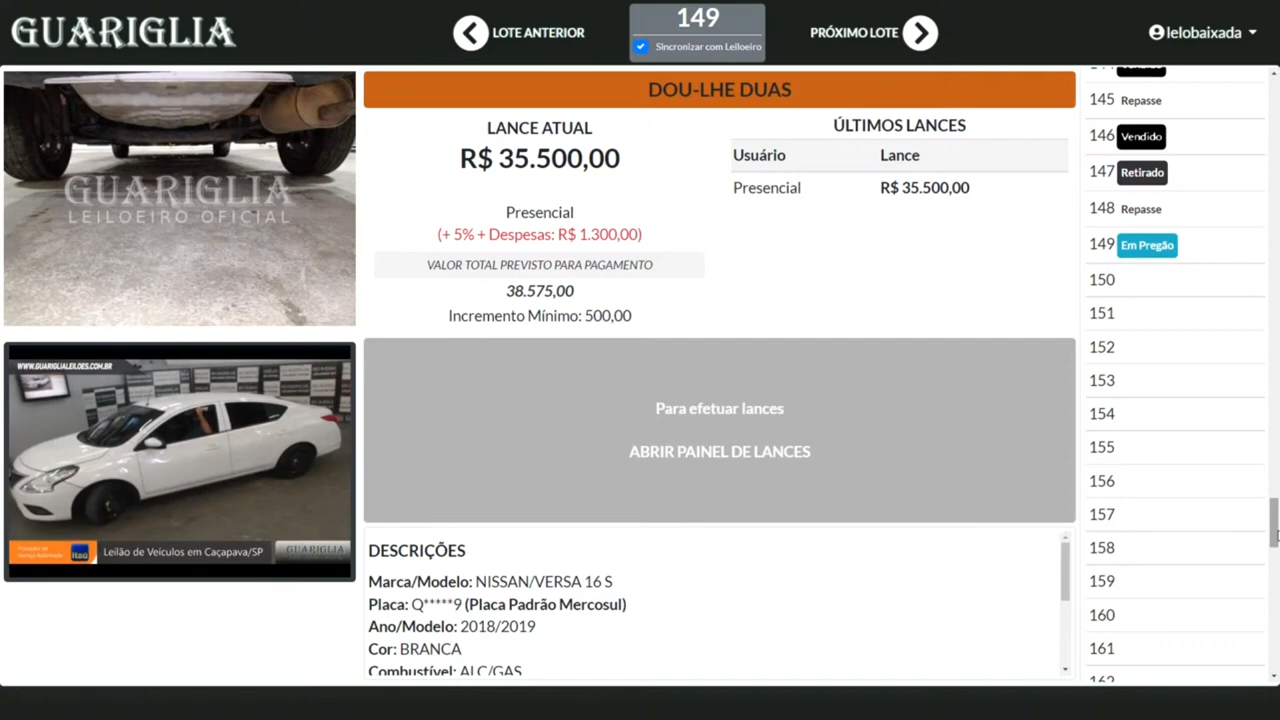 GUARIGLIA
LOTE ANTERIOR
149
Sincronizar com Leiloeiro
PRÓXIMO LOTE
lelobaixada
GUARIGLIA
LEILOEIRO OFICIAL
WWW.GUARIGLIALEILOES.COM.BR
itaú
Leilão de Veículos em Caçapava/SP
GUARIGLIA
DOU-LHE DUAS
LANCE ATUAL
R$ 35.500,00
Presencial
(+ 5% + Despesas: R$ 1.300,00)
VALOR TOTAL PREVISTO PARA PAGAMENTO
38.575,00
Incremento Mínimo: 500,00
ÚLTIMOS LANCES
Usuário Lance
Presencial R$ 35.500,00
Para efetuar lances
ABRIR PAINEL DE LANCES
DESCRIÇÕES
Marca/Modelo: NISSAN/VERSA 16 S
Placa: Q*****9 (Placa Padrão Mercosul)
Ano/Modelo: 2018/2019
Cor: BRANCA
Combustível: ALC/GAS
145 Repasse
146 Vendido
147 Retirado
148 Repasse
149 Em Pregão
150
151
152
153
154
155
156
157
158
159
160
161
162